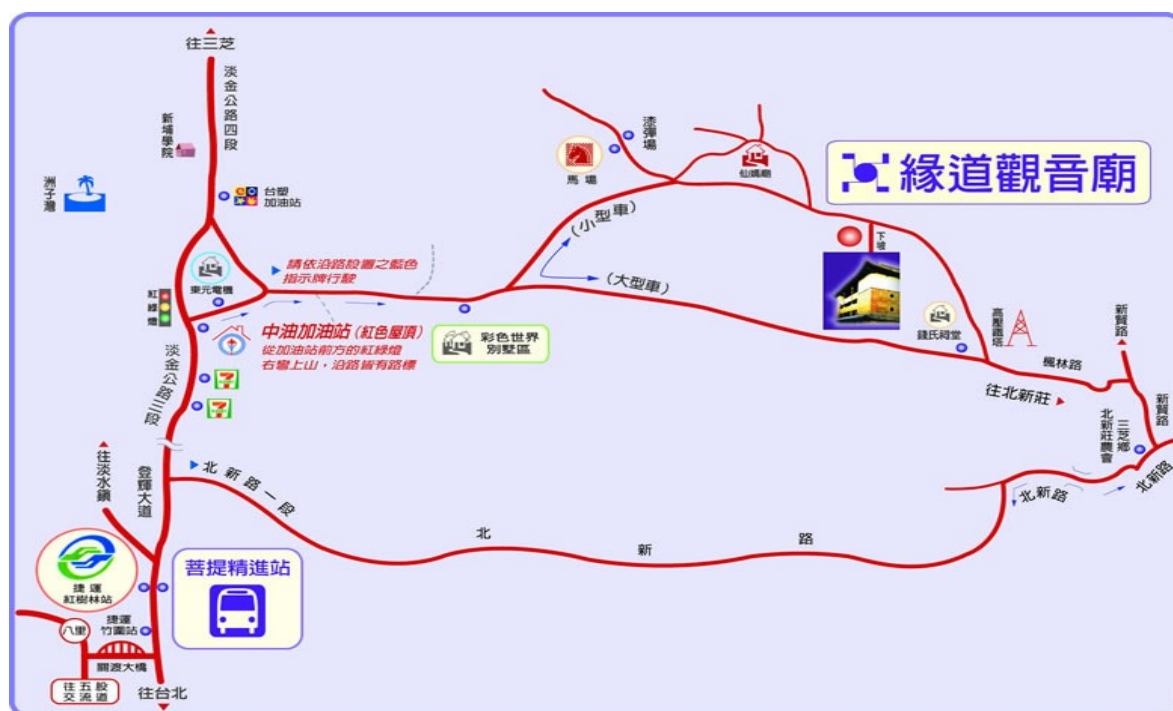 往三芝
淡金公路四段
新埔學院
洲子灣
台塑
加油站
漆彈場
馬場
仙媽廟
緣道觀音廟
(小型車)
(大型車)
下坡
請依沿路設置之藍色
指示牌行駛
東元電機
紅綠燈
中油加油站(紅色屋頂)
從加油站前方的紅綠燈
右彎上山,沿路皆有路標
彩色世界
別墅區
錢氏祠堂
高壓鐵塔
新賢路
楓林路
往北新莊
淡金公路三段
7
7
新賢路
三芝鄉
北新莊農會
北新路
北新路
往淡水鎮
登輝大道
北新路一段
北新路
捷運
紅樹林站
菩提精進站
捷運
竹圍站
八里
關渡大橋
往五股
交流道
往台北